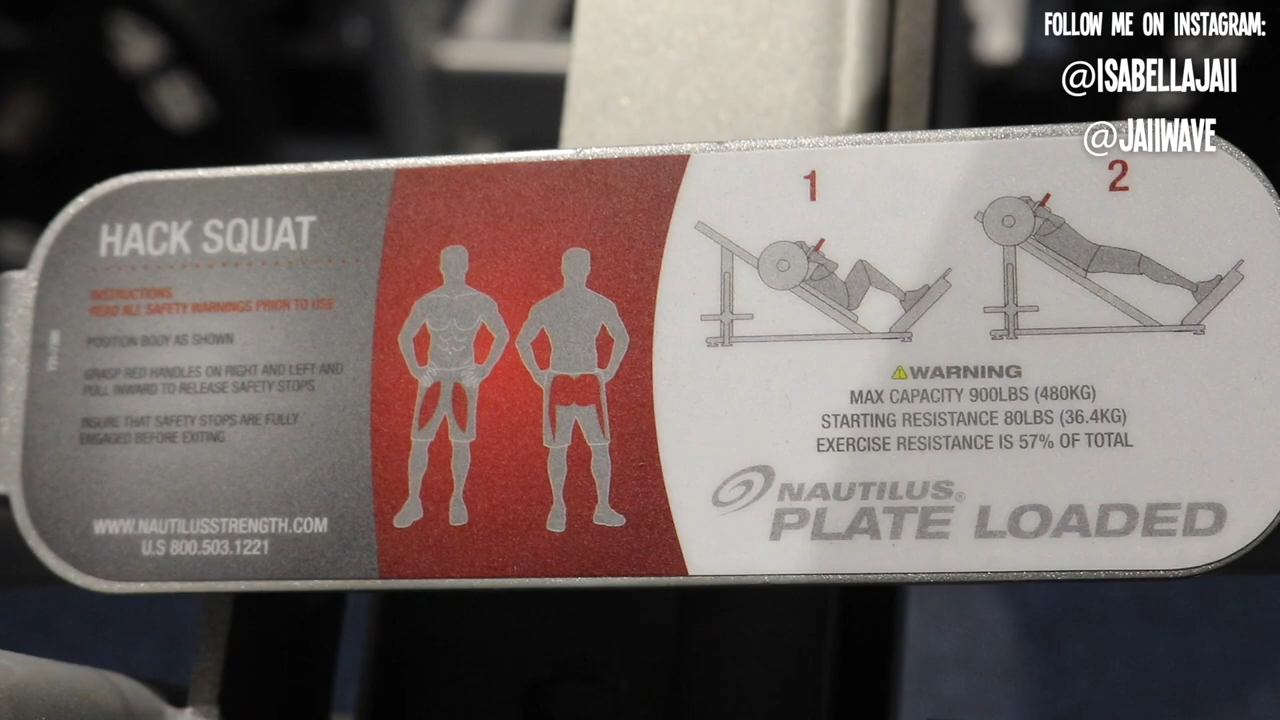 FOLLOW ME ON INSTAGRAM:
@ISABELLAJAII
@JAIIWAVE
HACK SQUAT
INSTRUCTIONS
READ ALL SAFETY WARNINGS PRIOR TO USE
POSITION BODY AS SHOWN
GRASP RED HANDLES ON RIGHT AND LEFT AND
PULL INWARD TO RELEASE SAFETY STOPS
INSURE THAT SAFETY STOPS ARE FULLY
ENGAGED BEFORE EXITING
WWW.NAUTILUSSTRENGTH.COM
U.S 800.503.1221
1
2
WARNING
MAX CAPACITY 900LBS (480KG)
STARTING RESISTANCE 80LBS (36.4KG)
EXERCISE RESISTANCE IS 57% OF TOTAL
NAUTILUS®
PLATE LOADED